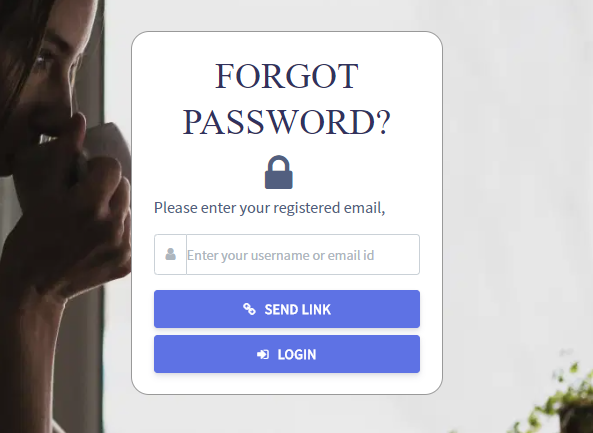 FORGOT
PASSWORD?
Please enter your registered email,
Enter your username or email id
SEND LINK
LOGIN